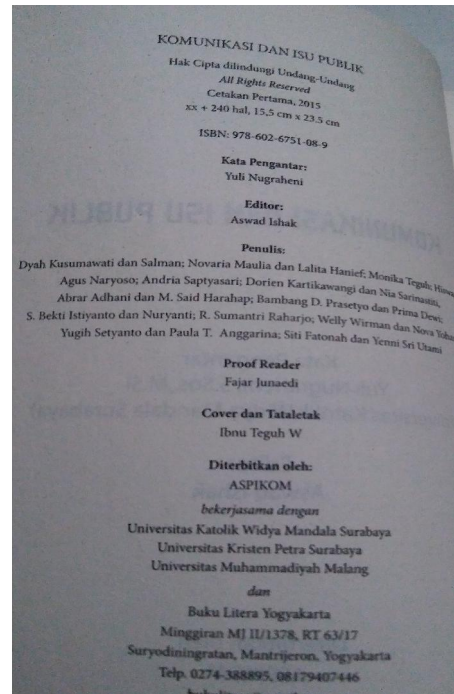 KOMUNIKASI DAN ISU PUBLIK
Hak Cipta dilindungi Undang-Undang
All Rights Reserved
Cetakan Pertama, 2015
xx + 240 hal, 15,5 cm x 23.5 cm
ISBN: 978-602-6751-08-9
Kata Pengantar:
Yuli Nugraheni
Editor:
Aswad Ishak
Penulis:
Dyah Kusumawati dan Salman; Novaria Maulia dan Lalita Hanief; Monika Teguh;
Agus Naryoso; Andria Saptyasari; Dorien Kartikawangi dan Nia Sarinastiti,
Abrar Adhani dan M. Said Harahap; Bambang D. Prasetyo dan Prima Dewi;
S. Bekti Istiyanto dan Nuryanti; R. Sumantri Raharjo; Welly Wirman dan Nova
Yugih Setyanto dan Paula T. Anggarina; Siti Fatonah dan Yenni Sri Utami
Proof Reader
Fajar Junaedi
Cover dan Tataletak
Ibnu Teguh W
Diterbitkan oleh:
ASPIKOM
bekerjasama dengan
Universitas Katolik Widya Mandala Surabaya
Universitas Kristen Petra Surabaya
Universitas Muhammadiyah Malang
dan
Buku Litera Yogyakarta
Minggiran MJ II/1378, RT 63/17
Suryodiningratan, Mantrijeron, Yogyakarta
Telp. 0274-388895, 08179407446